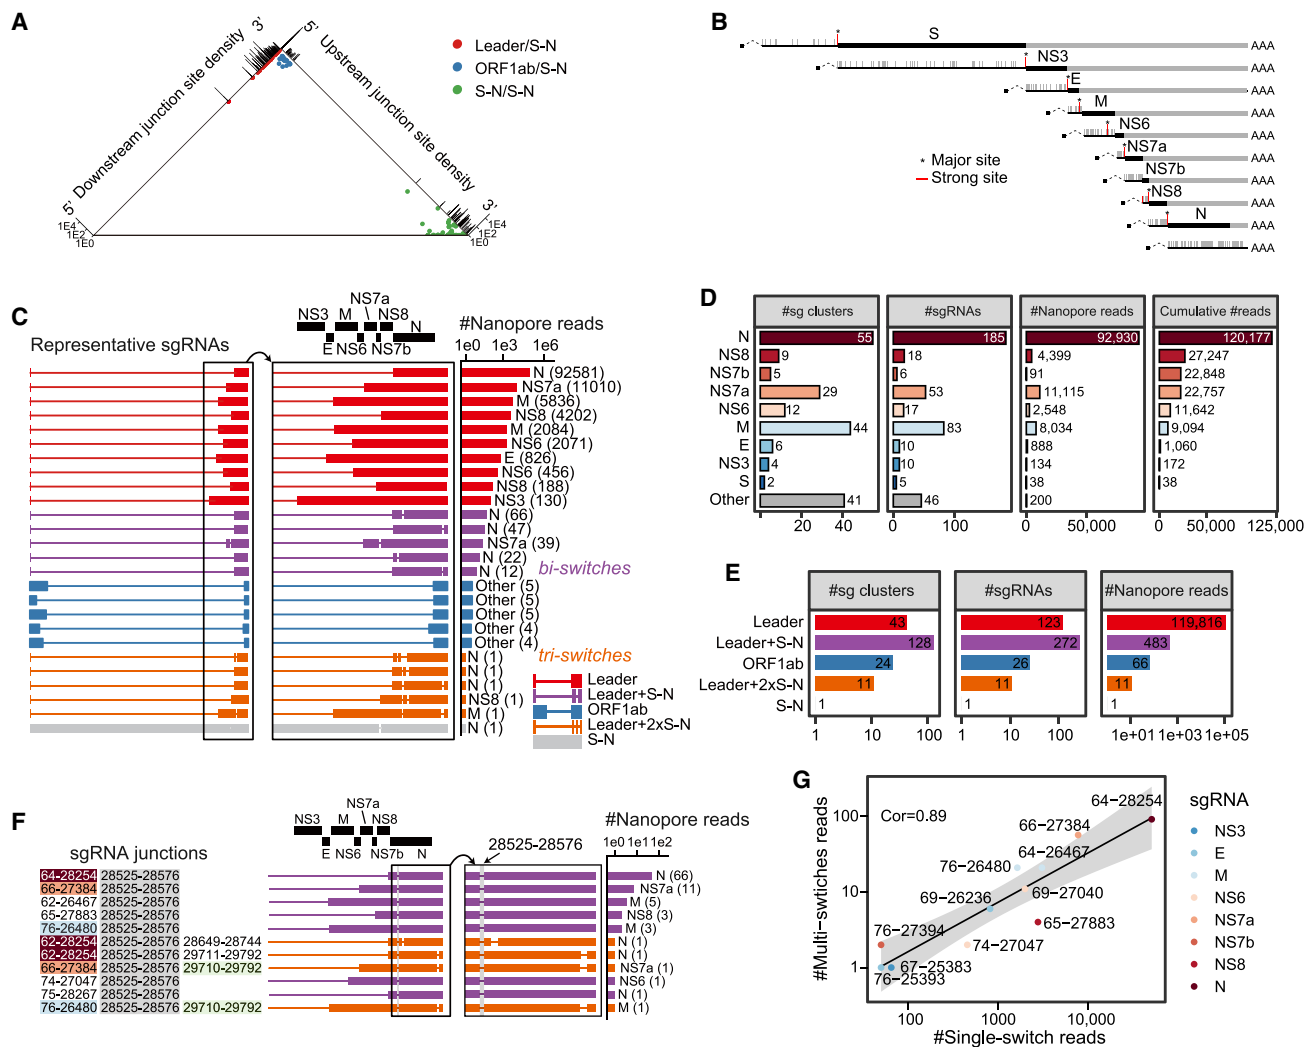 A
3'
5'
Downstream junction site density
Upstream junction site density
5'
3'
1E4
1E2
1E0
1E4
1E2
1E0
Leader/S-N
ORF1ab/S-N
S-N/S-N
B
S
AAA
NS3
AAA
E
AAA
M
AAA
NS6
AAA
NS7a
AAA
NS7b
AAA
NS8
AAA
N
AAA
AAA
* Major site
Strong site
C
Representative sgRNAs
NS7a
NS3 M NS8 N
E NS6 NS7b
#Nanopore reads
1e0 1e3 1e6
N (92581)
NS7a (11010)
M (5836)
NS8 (4202)
M (2084)
NS6 (2071)
E (826)
NS6 (456)
NS8 (188)
NS3 (130)
N (66)
N (47)
NS7a (39)
N (22)
N (12)
bi-switches
Other (5)
Other (5)
Other (5)
Other (4)
Other (4)
N (1)
N (1)
N (1)
NS8 (1)
M (1)
N (1)
tri-switches
Leader
Leader+S-N
ORF1ab
Leader+2xS-N
S-N
D
#sg clusters #sgRNAs #Nanopore reads Cumulative #reads
N 55 185 92,930 120,177
NS8 9 18 4,399 27,247
NS7b 5 6 91 22,848
NS7a 29 53 11,115 22,757
NS6 12 17 2,548 11,642
M 44 83 8,034 9,094
E 6 10 888 1,060
NS3 4 10 134 172
S 2 5 38 38
Other 41 46 200
20 40 0 100 0 50,000 0 50,000 125,000
E
#sg clusters #sgRNAs #Nanopore reads
Leader 43 123 119,816
Leader+S-N 128 272 483
ORF1ab 24 26 66
Leader+2xS-N 11 11 11
S-N 1 1 1
1 10 100 1 10 100 1e+01 1e+03 1e+05
F
sgRNA junctions
NS7a
NS3 M NS8
E NS6 NS7b N
28525-28576
#Nanopore reads
1e0 1e1 1e2
64-28254 28525-28576 N (66)
66-27384 28525-28576 NS7a (11)
62-26467 28525-28576 M (5)
65-27883 28525-28576 NS8 (3)
76-26480 28525-28576 M (3)
62-28254 28525-28576 28649-28744 N (1)
62-28254 28525-28576 29711-29792 N (1)
66-27384 28525-28576 29710-29792 NS7a (1)
74-27047 28525-28576 NS6 (1)
75-28267 28525-28576 N (1)
76-26480 28525-28576 29710-29792 M (1)
G
#Multi-swtiches reads
100
10
1
Cor=0.89
64-28254
66-27384
64-26467
76-26480
69-26236
69-27040
65-27883
76-27394
74-27047
67-25383
76-25393
100 1000 10,000
#Single-switch reads
sgRNA
NS3
E
M
NS6
NS7a
NS7b
NS8
N